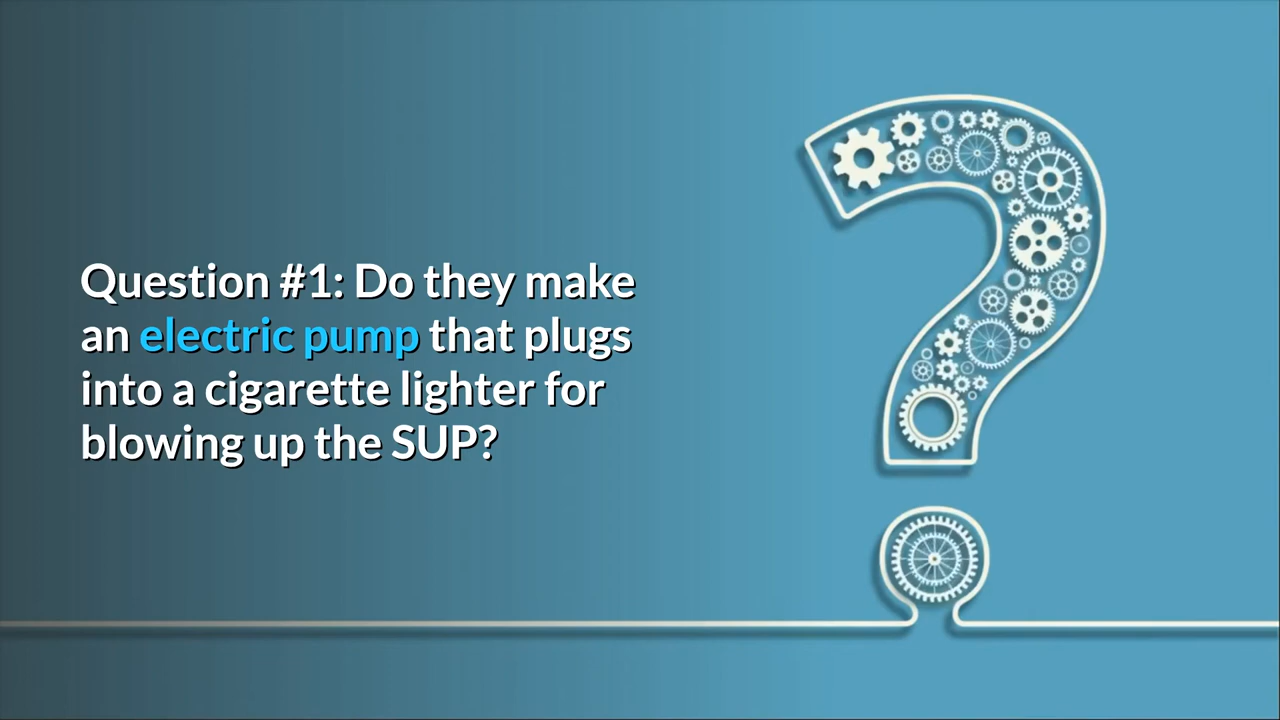 Question #1: Do they make
an electric pump that plugs
into a cigarette lighter for
blowing up the SUP?